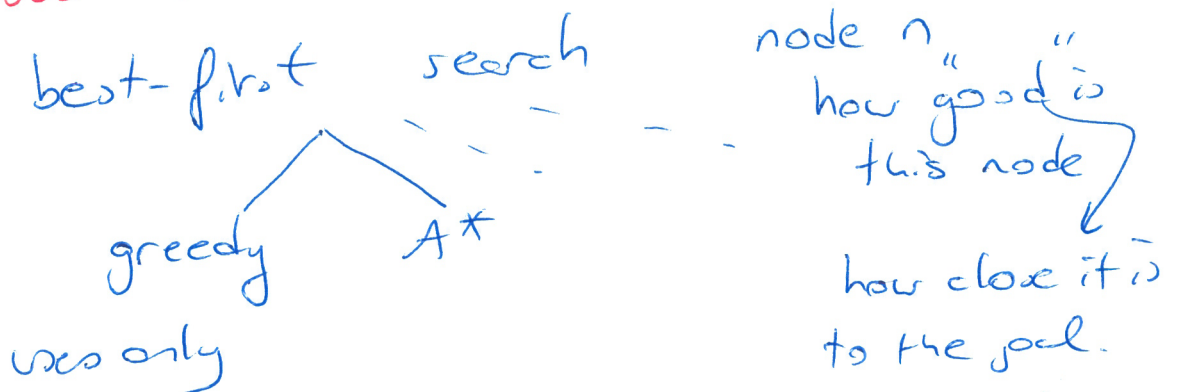 best-first search
greedy A*
uses only
node n
how "good" is
this node
how close it is
to the goal.